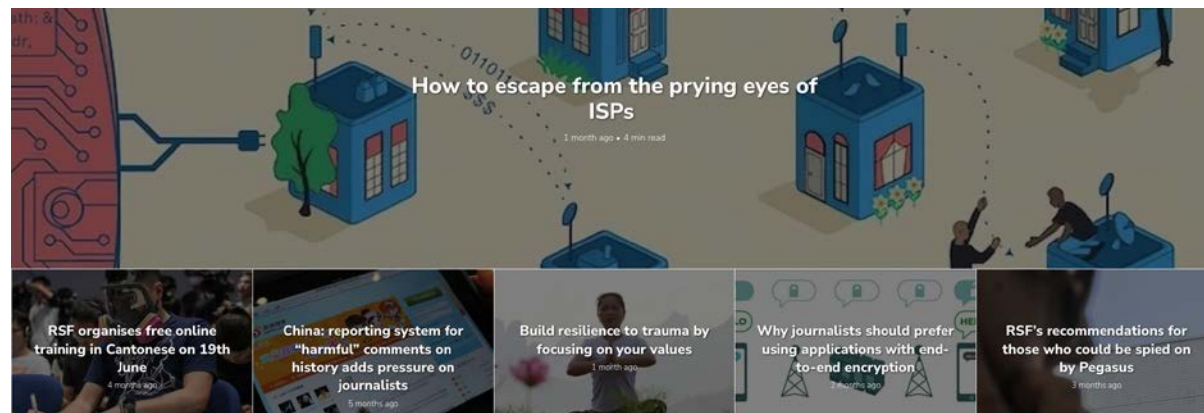 ath: &
dr,
011011
$$$
How to escape from the prying eyes of
ISPs
1 month ago • 4 min read
RSF organises free online
training in Cantonese on 19th
June
4 months ago
China: reporting system for
“harmful” comments on
history adds pressure on
journalists
5 months ago
Build resilience to trauma by
focusing on your values
1 month ago
Why journalists should prefer
using applications with end-
to-end encryption
2 months ago
RSF’s recommendations for
those who could be spied on
by Pegasus
3 months ago